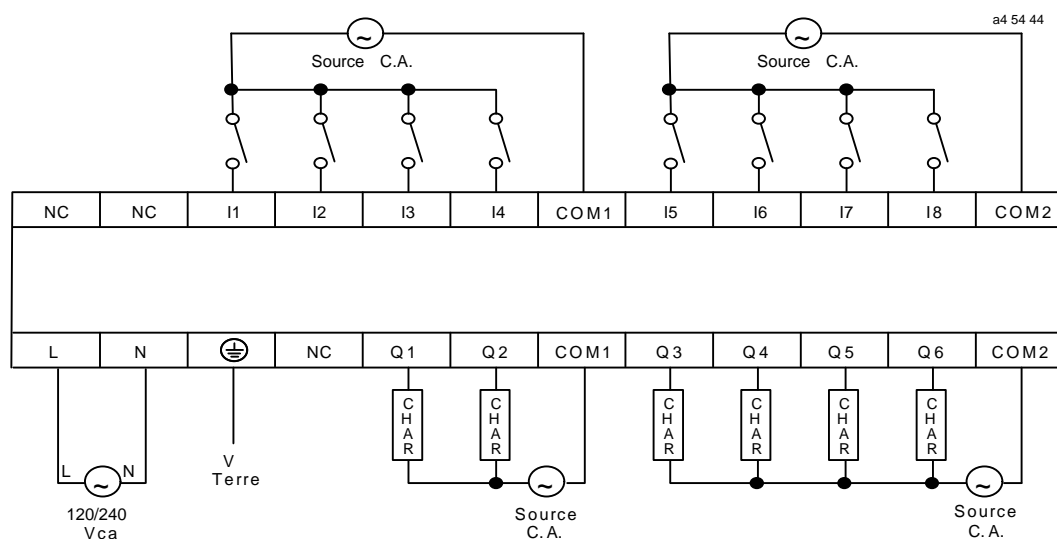 a4 54 44
Source C.A.
Source C.A.
NC NC I1 I2 I3 I4 COM1 I5 I6 I7 I8 COM2
L N NC Q1 Q2 COM1 Q3 Q4 Q5 Q6 COM2
CHAR CHAR CHAR CHAR CHAR CHAR
L N
V
Terre
120/240
Vca
Source
C.A.
Source
C.A.